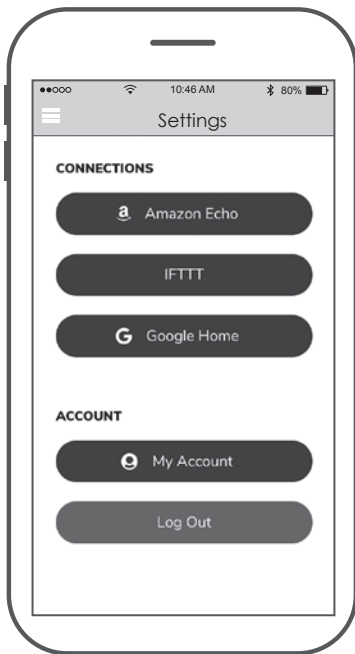 10:46 AM 80%
Settings
CONNECTIONS
Amazon Echo
IFTTT
Google Home
ACCOUNT
My Account
Log Out